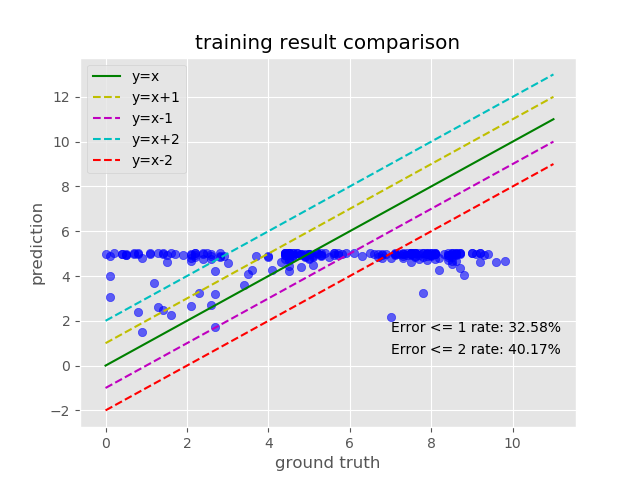 training result comparison
y=x
y=x+1
y=x-1
y=x+2
y=x-2
12
10
8
6
4
2
0
−2
prediction
Error <= 1 rate: 32.58%
Error <= 2 rate: 40.17%
0 2 4 6 8 10
ground truth